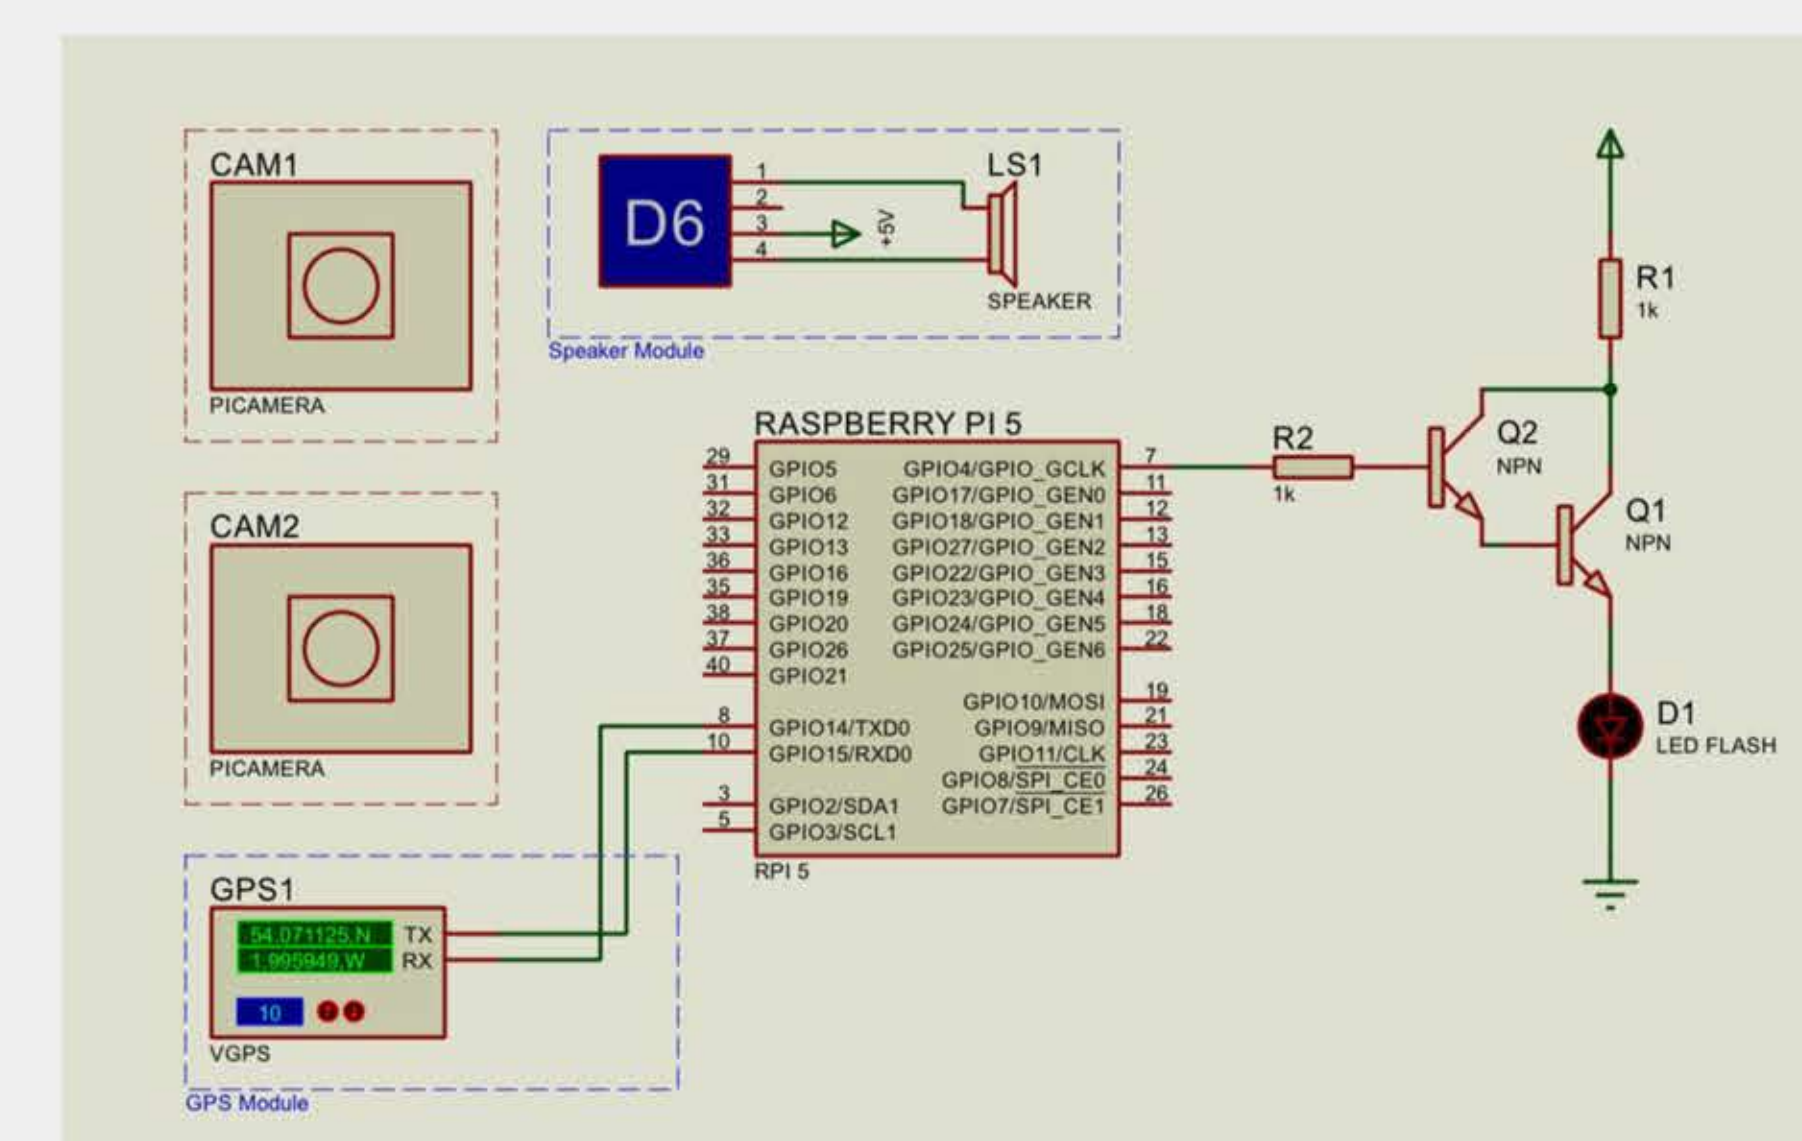 CAM1
PICAMERA
CAM2
PICAMERA
GPS1
54.071125,N
1.995949,W
TX
RX
10
VGPS
GPS Module
D6
1
2
3
4
+5V
LS1
SPEAKER
Speaker Module
RASPBERRY PI 5
29 GPIO5
31 GPIO6
32 GPIO12
33 GPIO13
36 GPIO16
35 GPIO19
38 GPIO20
37 GPIO26
40 GPIO21
8 GPIO14/TXD0
10 GPIO15/RXD0
3 GPIO2/SDA1
5 GPIO3/SCL1
GPIO4/GPIO_GCLK 7
GPIO17/GPIO_GEN0 11
GPIO18/GPIO_GEN1 12
GPIO27/GPIO_GEN2 13
GPIO22/GPIO_GEN3 15
GPIO23/GPIO_GEN4 16
GPIO24/GPIO_GEN5 18
GPIO25/GPIO_GEN6 22
GPIO10/MOSI 19
GPIO9/MISO 21
GPIO11/CLK 23
GPIO8/SPI_CE0 24
GPIO7/SPI_CE1 26
RPI 5
R2
1k
Q2
NPN
R1
1k
Q1
NPN
D1
LED FLASH